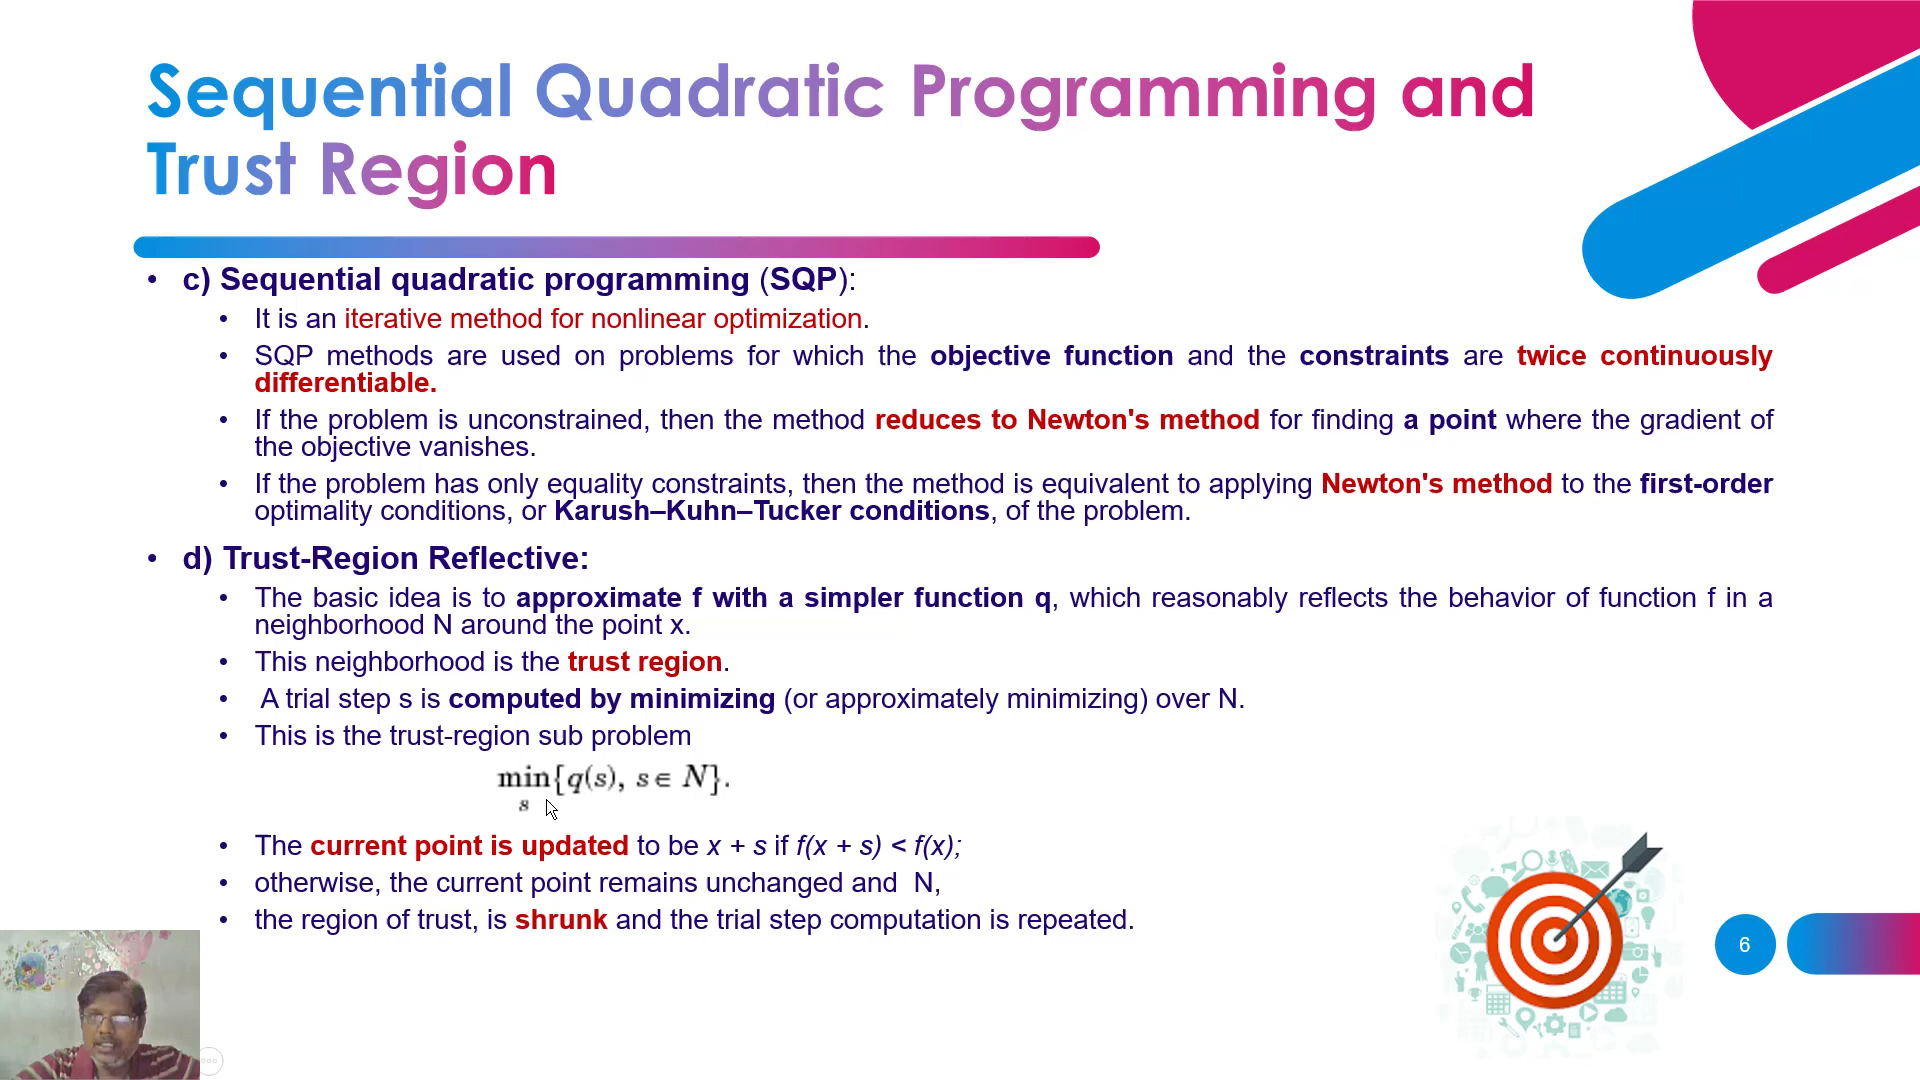 Sequential Quadratic Programming and
Trust Region
• c) Sequential quadratic programming (SQP):
• It is an iterative method for nonlinear optimization.
• SQP methods are used on problems for which the objective function and the constraints are twice continuously
differentiable.
• If the problem is unconstrained, then the method reduces to Newton's method for finding a point where the gradient of
the objective vanishes.
• If the problem has only equality constraints, then the method is equivalent to applying Newton's method to the first-order
optimality conditions, or Karush–Kuhn–Tucker conditions, of the problem.
• d) Trust-Region Reflective:
• The basic idea is to approximate f with a simpler function q, which reasonably reflects the behavior of function f in a
neighborhood N around the point x.
• This neighborhood is the trust region.
• A trial step s is computed by minimizing (or approximately minimizing) over N.
• This is the trust-region sub problem
min{q(s), s ∈ N}.
s
• The current point is updated to be x + s if f(x + s) < f(x);
• otherwise, the current point remains unchanged and N,
• the region of trust, is shrunk and the trial step computation is repeated.
6